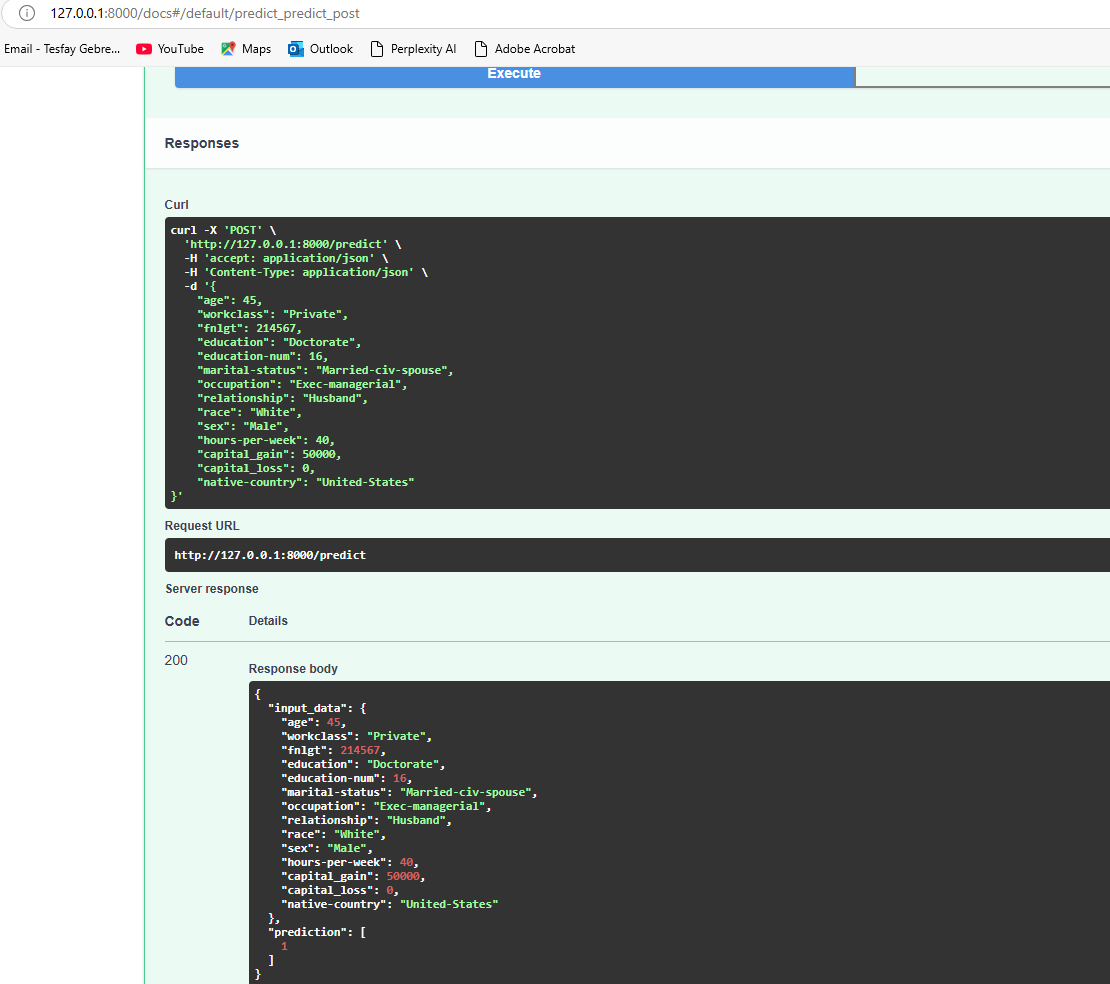 127.0.0.1:8000/docs#/default/predict_predict_post
Email - Tesfay Gebre... YouTube Maps Outlook Perplexity AI Adobe Acrobat
Execute
Responses
Curl
curl -X 'POST' \
  'http://127.0.0.1:8000/predict' \
  -H 'accept: application/json' \
  -H 'Content-Type: application/json' \
  -d '{
    "age": 45,
    "workclass": "Private",
    "fnlgt": 214567,
    "education": "Doctorate",
    "education-num": 16,
    "marital-status": "Married-civ-spouse",
    "occupation": "Exec-managerial",
    "relationship": "Husband",
    "race": "White",
    "sex": "Male",
    "hours-per-week": 40,
    "capital_gain": 50000,
    "capital_loss": 0,
    "native-country": "United-States"
}'
Request URL
http://127.0.0.1:8000/predict
Server response
Code Details
200
Response body
{
  "input_data": {
    "age": 45,
    "workclass": "Private",
    "fnlgt": 214567,
    "education": "Doctorate",
    "education-num": 16,
    "marital-status": "Married-civ-spouse",
    "occupation": "Exec-managerial",
    "relationship": "Husband",
    "race": "White",
    "sex": "Male",
    "hours-per-week": 40,
    "capital_gain": 50000,
    "capital_loss": 0,
    "native-country": "United-States"
  },
  "prediction": [
    1
  ]
}